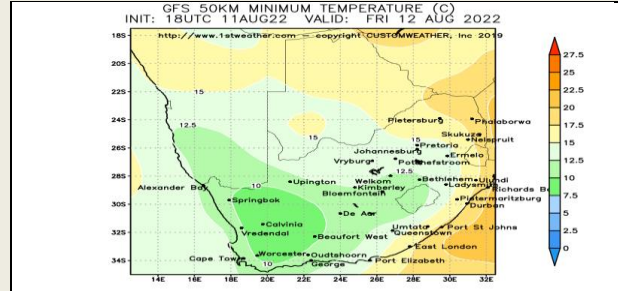 GFS 50KM MINIMUM TEMPERATURE (C)
INIT: 18UTC 11AUG22 VALID: FRI 12 AUG 2022
http://www.1stweather.com – copyright CUSTOMWEATHER, Inc 2019
18S
20S
22S
24S
26S
28S
30S
32S
34S
14E 16E 18E 20E 22E 24E 26E 28E 30E 32E
27.5
25
22.5
20
17.5
15
12.5
10
7.5
5
2.5
0
15
12.5
15
15
12.5
10
10
Pietersburg
Phalaborwa
Skukuza
Nelspruit
Pretoria
Johannesburg
Ermelo
Vryburg
Potchefstroom
Welkom
Bethlehem
Ulundi
Upington
Kimberley
Ladysmith
Alexander Bay
Bloemfontein
Richards Ba
Springbok
Pietermaritzburg
Durban
De Aar
Calvinia
Vredendal
Umtata
Port St Johns
Beaufort West
Queenstown
East London
Cape Town
Worcester
Oudtshoorn
George
Port Elizabeth